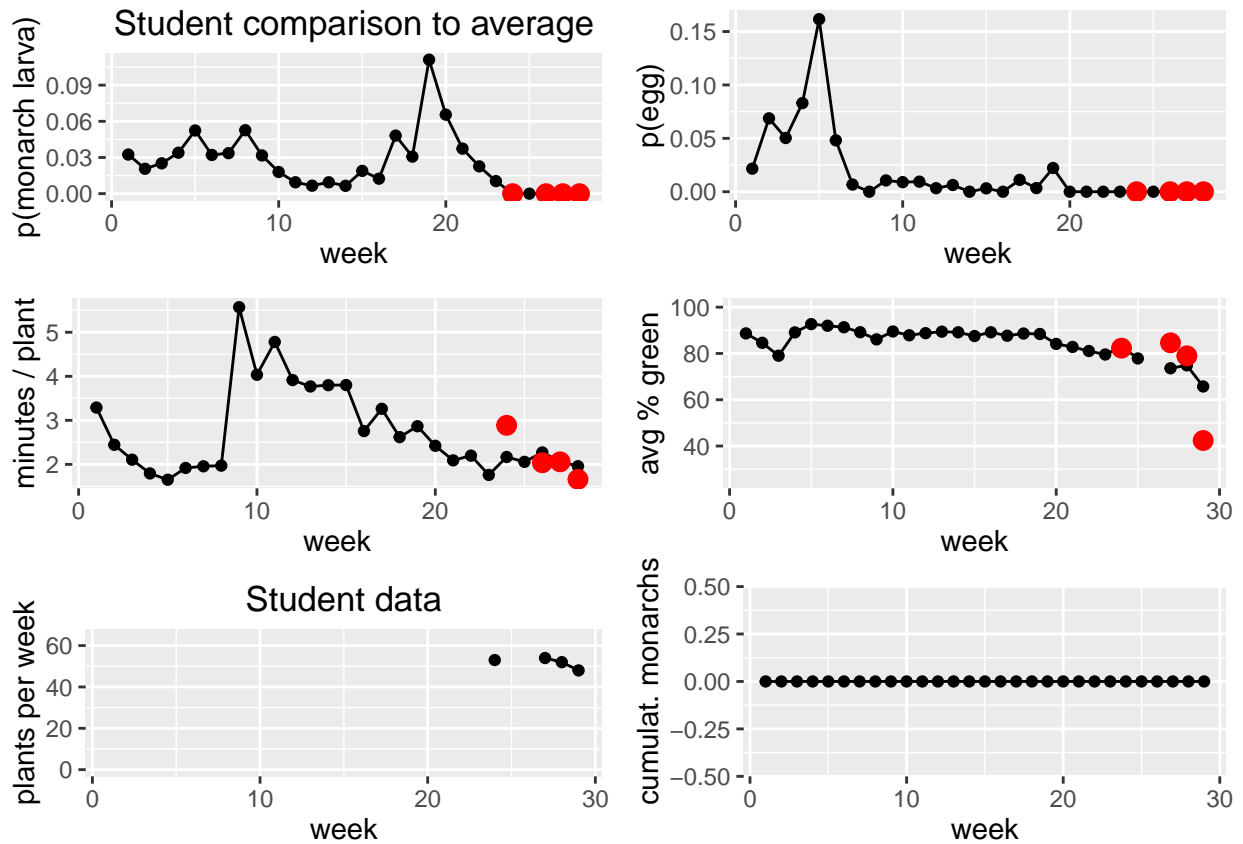 Student comparison to average
p(monarch larva)
0.09
0.06
0.03
0.00
0 10 20
week
p(egg)
0.15
0.10
0.05
0.00
0 10 20
week
minutes / plant
5
4
3
2
0 10 20
week
avg % green
100
80
60
40
0 10 20 30
week
Student data
plants per week
60
40
20
0
0 10 20 30
week
cumulat. monarchs
0.50
0.25
0.00
−0.25
−0.50
0 10 20 30
week